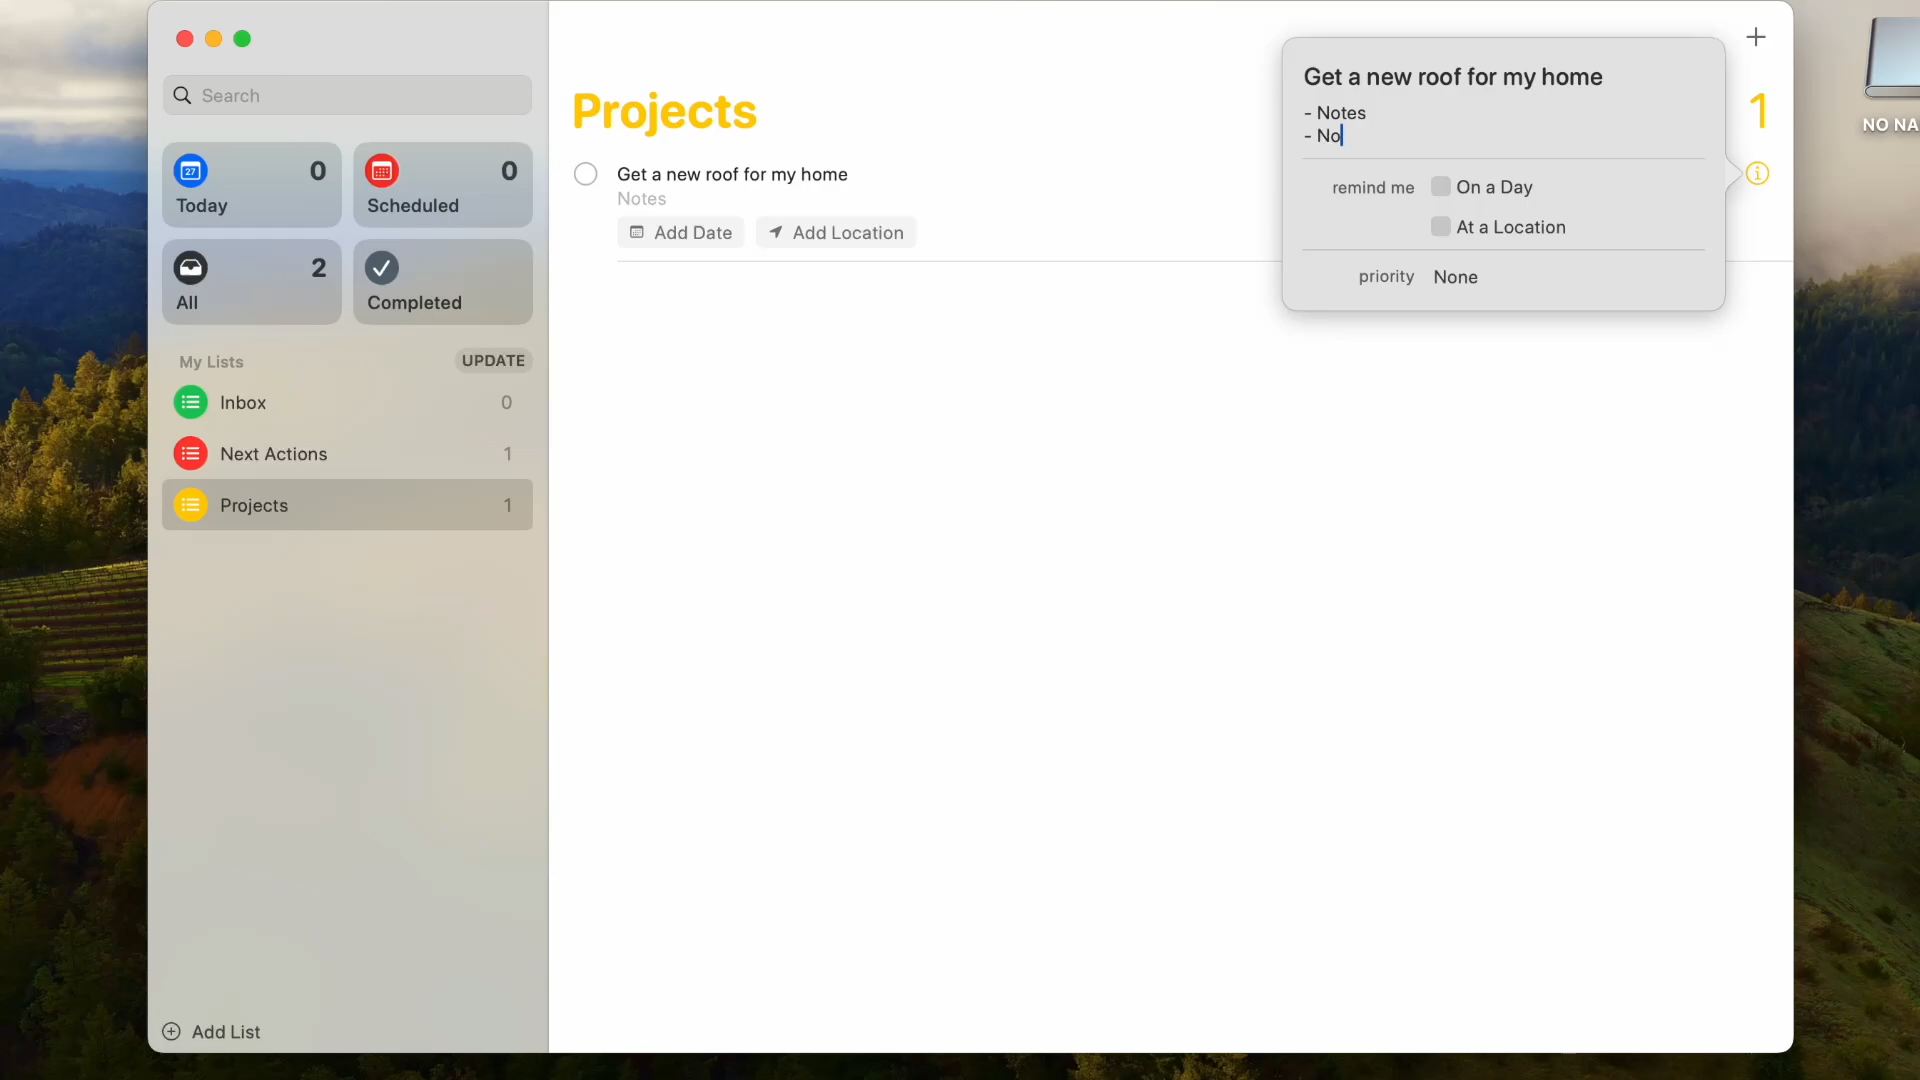 Search
27
0
Today
0
Scheduled
2
All
Completed
My Lists
UPDATE
Inbox
0
Next Actions
1
Projects
1
Add List
Projects
1
Get a new roof for my home
Notes
Add Date
Add Location
Get a new roof for my home
- Notes
- No
remind me
On a Day
At a Location
priority
None
NO NA